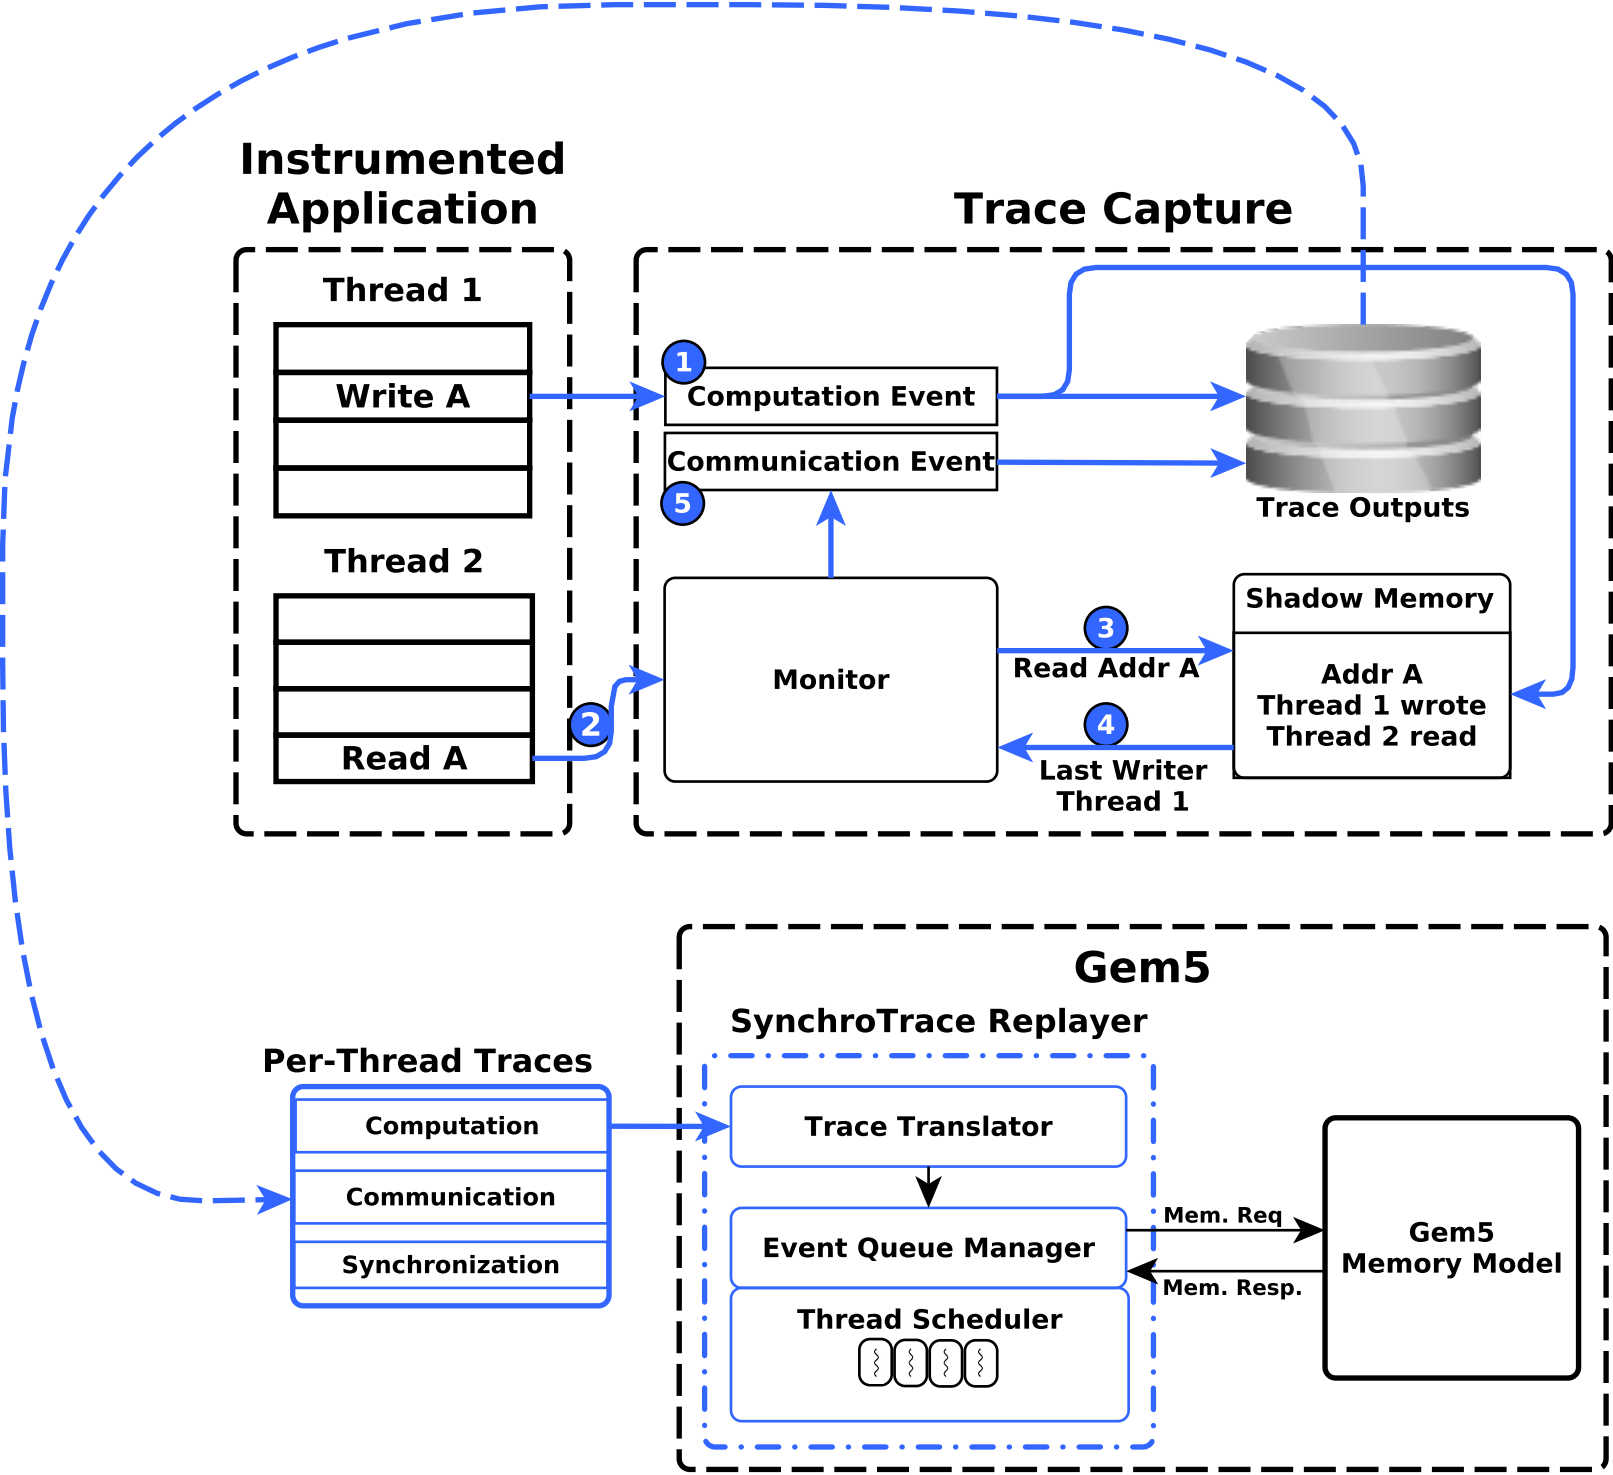 Instrumented
Application
Trace Capture
Thread 1
Write A
1
Computation Event
Communication Event
5
Trace Outputs
Thread 2
Read A
2
Monitor
3
Read Addr A
4
Last Writer
Thread 1
Shadow Memory
Addr A
Thread 1 wrote
Thread 2 read
Gem5
SynchroTrace Replayer
Per-Thread Traces
Computation
Communication
Synchronization
Trace Translator
Event Queue Manager
Thread Scheduler
Mem. Req
Mem. Resp.
Gem5
Memory Model